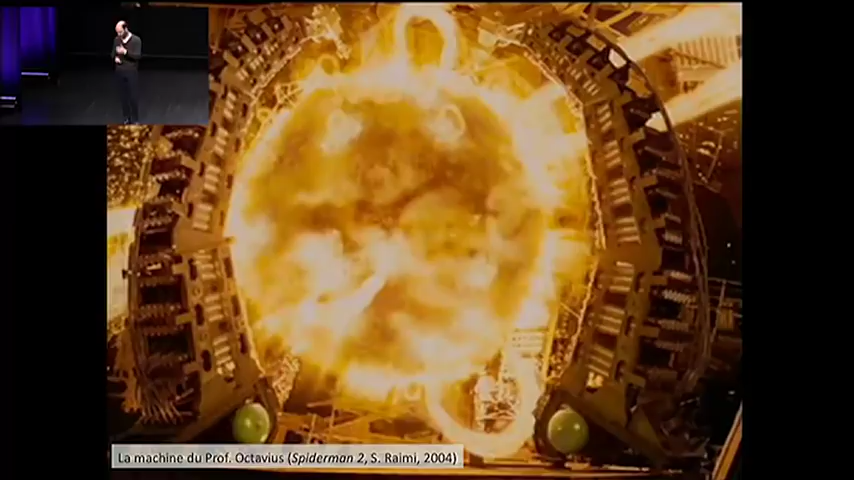 La machine du Prof. Octavius (Spiderman 2, S. Raimi, 2004)